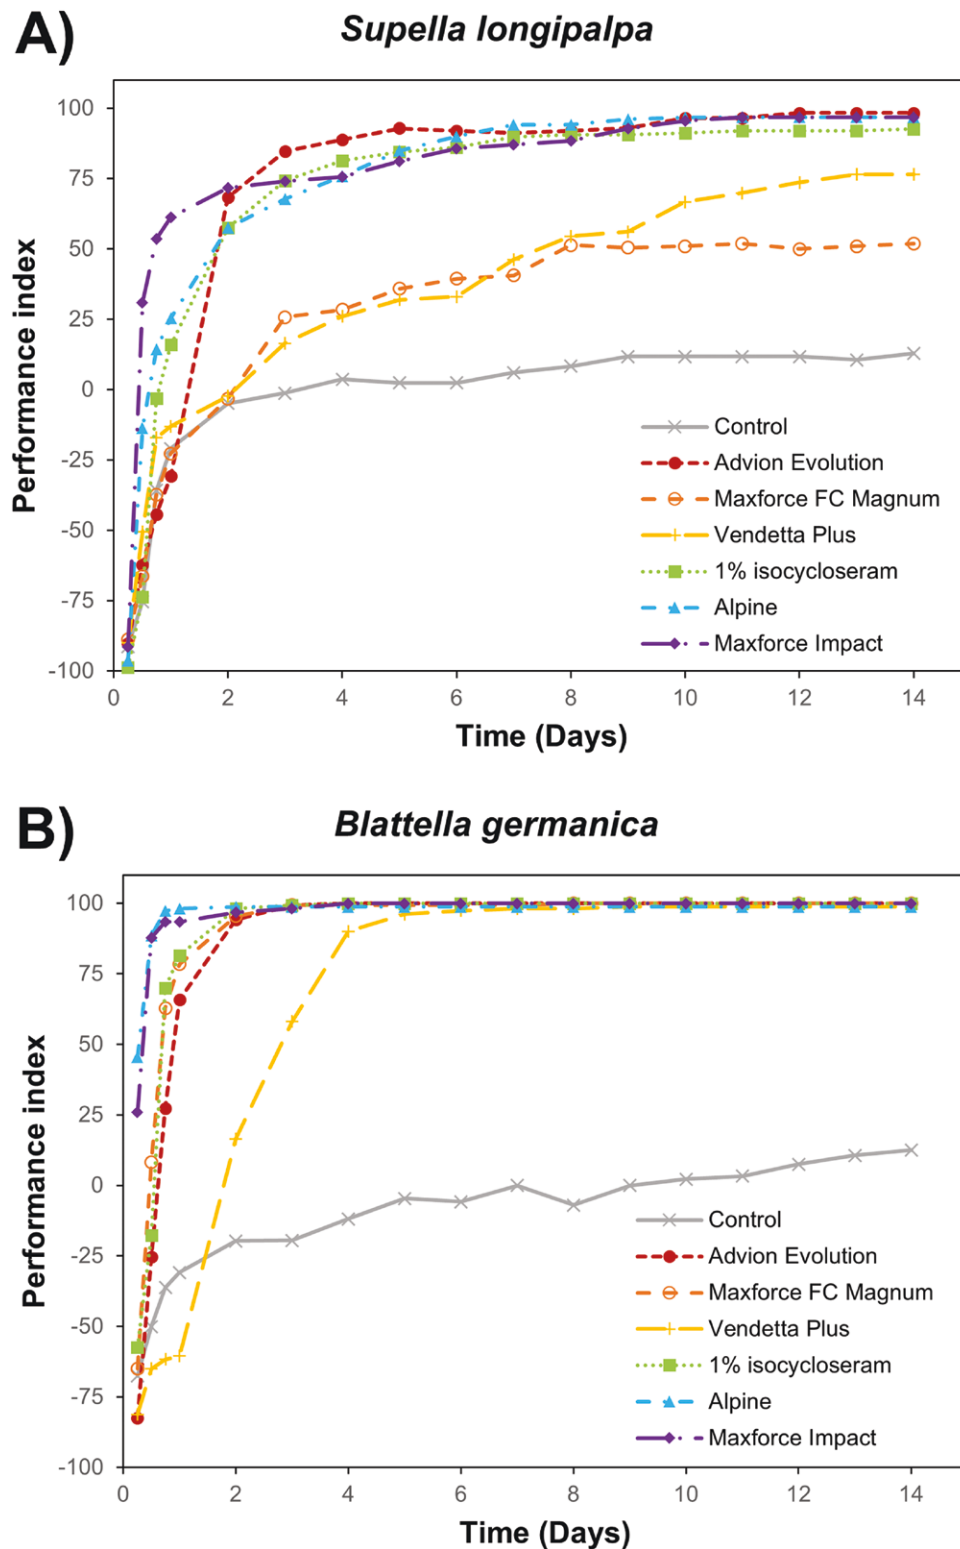 A)
Supella longipalpa
Performance index
100
75
50
25
0
-25
-50
-75
-100
Control
Advion Evolution
Maxforce FC Magnum
Vendetta Plus
1% isocycloseram
Alpine
Maxforce Impact
0 2 4 6 8 10 12 14
Time (Days)
B)
Blattella germanica
Performance index
100
75
50
25
0
-25
-50
-75
-100
Control
Advion Evolution
Maxforce FC Magnum
Vendetta Plus
1% isocycloseram
Alpine
Maxforce Impact
0 2 4 6 8 10 12 14
Time (Days)